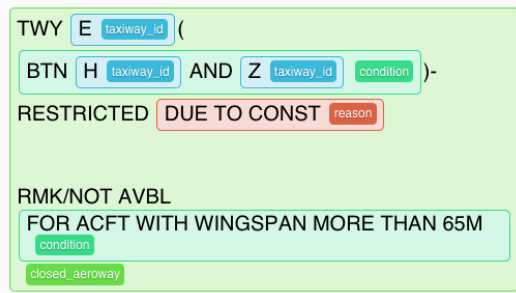 TWY E taxiway_id (
BTN H taxiway_id AND Z taxiway_id condition )-
RESTRICTED DUE TO CONST reason
RMK/NOT AVBL
FOR ACFT WITH WINGSPAN MORE THAN 65M
condition
closed_aeroway